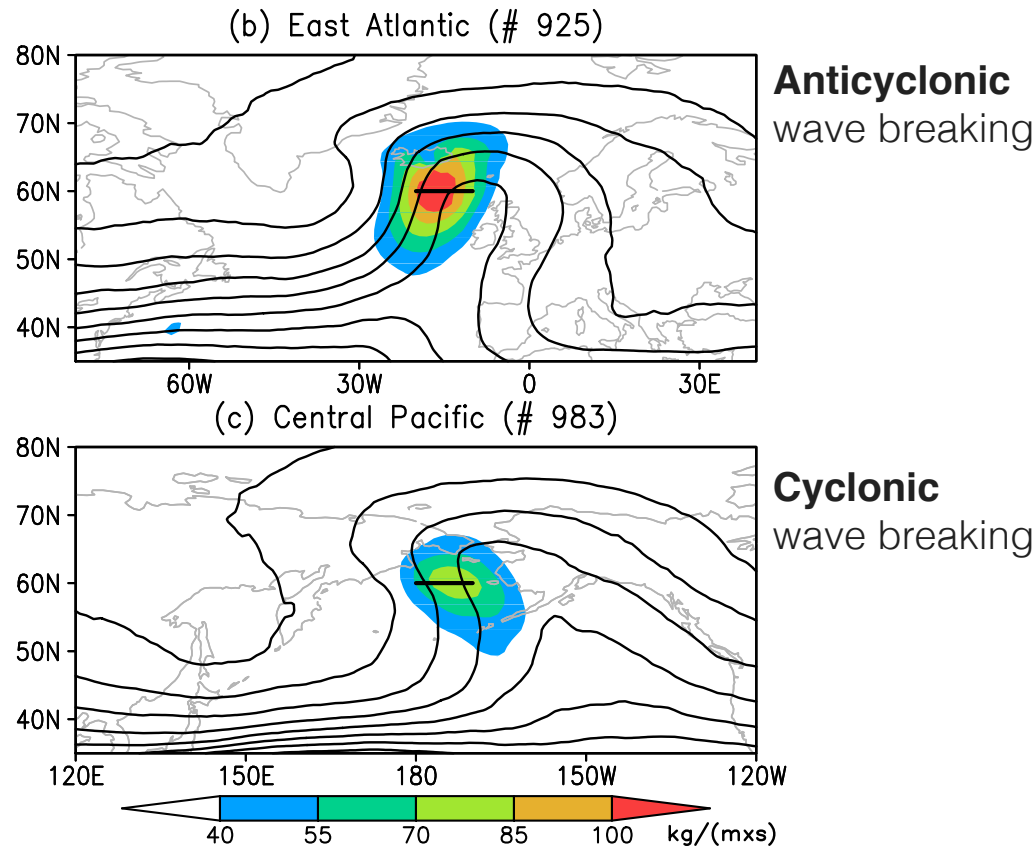 (b) East Atlantic (# 925)
80N
70N
60N
50N
40N
60W 30W 0 30E
Anticyclonic
wave breaking
(c) Central Pacific (# 983)
80N
70N
60N
50N
40N
120E 150E 180 150W 120W
Cyclonic
wave breaking
40 55 70 85 100 kg/(mxs)